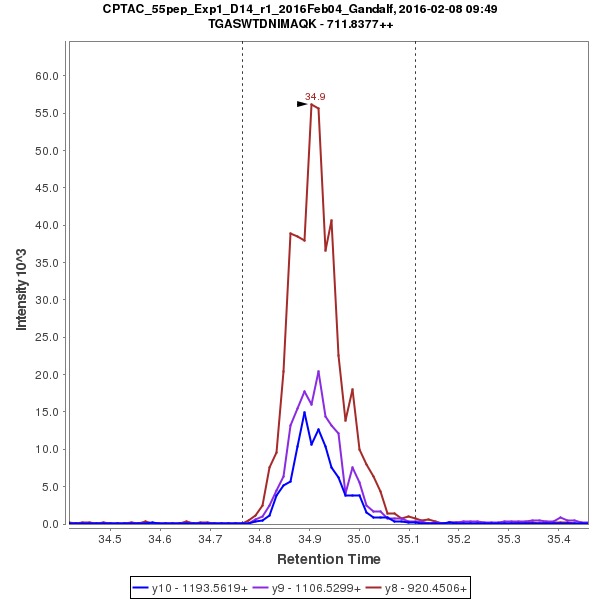 CPTAC_55pep_Exp1_D14_r1_2016Feb04_Gandalf, 2016-02-08 09:49
TGASWTDNIMAQK - 711.8377++
34.9
60.0
55.0
50.0
45.0
40.0
35.0
30.0
25.0
20.0
15.0
10.0
5.0
0.0
Intensity 10^3
34.5 34.6 34.7 34.8 34.9 35.0 35.1 35.2 35.3 35.4
Retention Time
y10 - 1193.5619+ y9 - 1106.5299+ y8 - 920.4506+